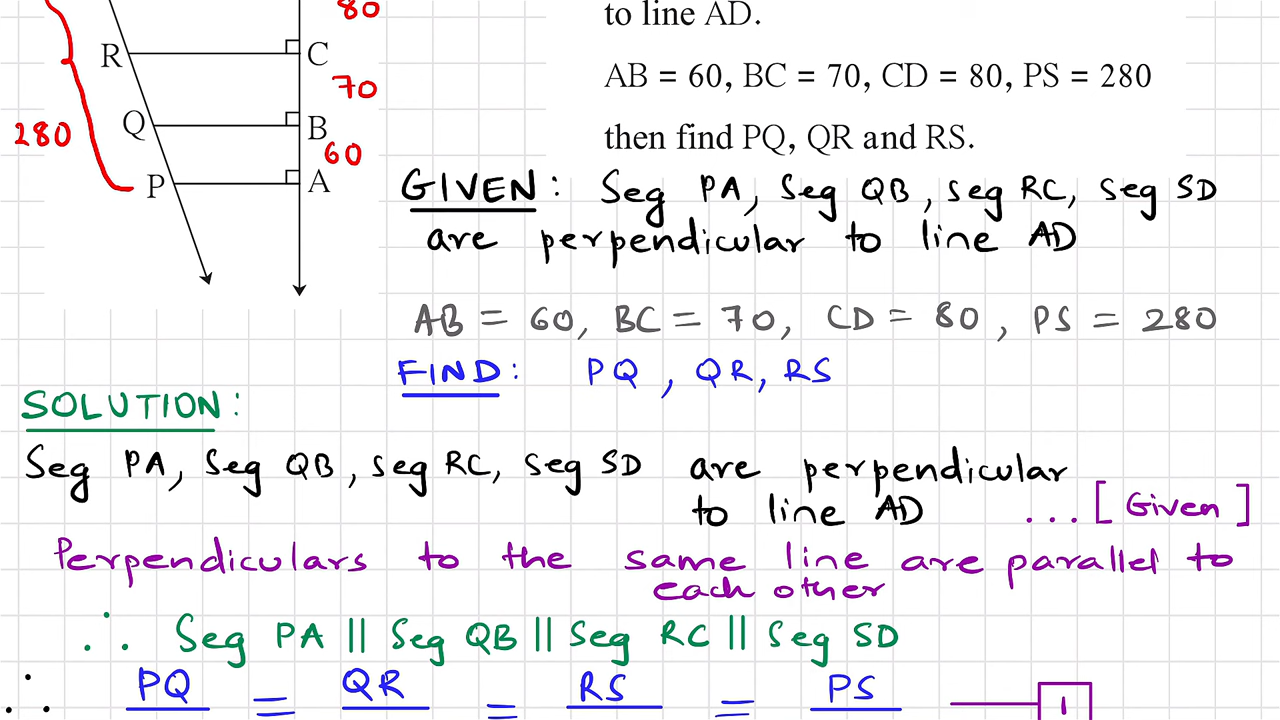 80
to line AD.
R
C
AB = 60, BC = 70, CD = 80, PS = 280
70
280
Q
B
then find PQ, QR and RS.
60
P
A
GIVEN: Seg PA, Seg QB, seg RC, Seg SD
are perpendicular to line AD
AB = 60, BC = 70, CD = 80, PS = 280
FIND: PQ, QR, RS
SOLUTION:
Seg PA, Seg QB, seg RC, Seg SD are perpendicular
to line AD ...[Given]
Perpendiculars to the same line are parallel to
each other
∴ Seg PA || Seg QB || Seg RC || Seg SD
∴ PQ = QR = RS = PS 1